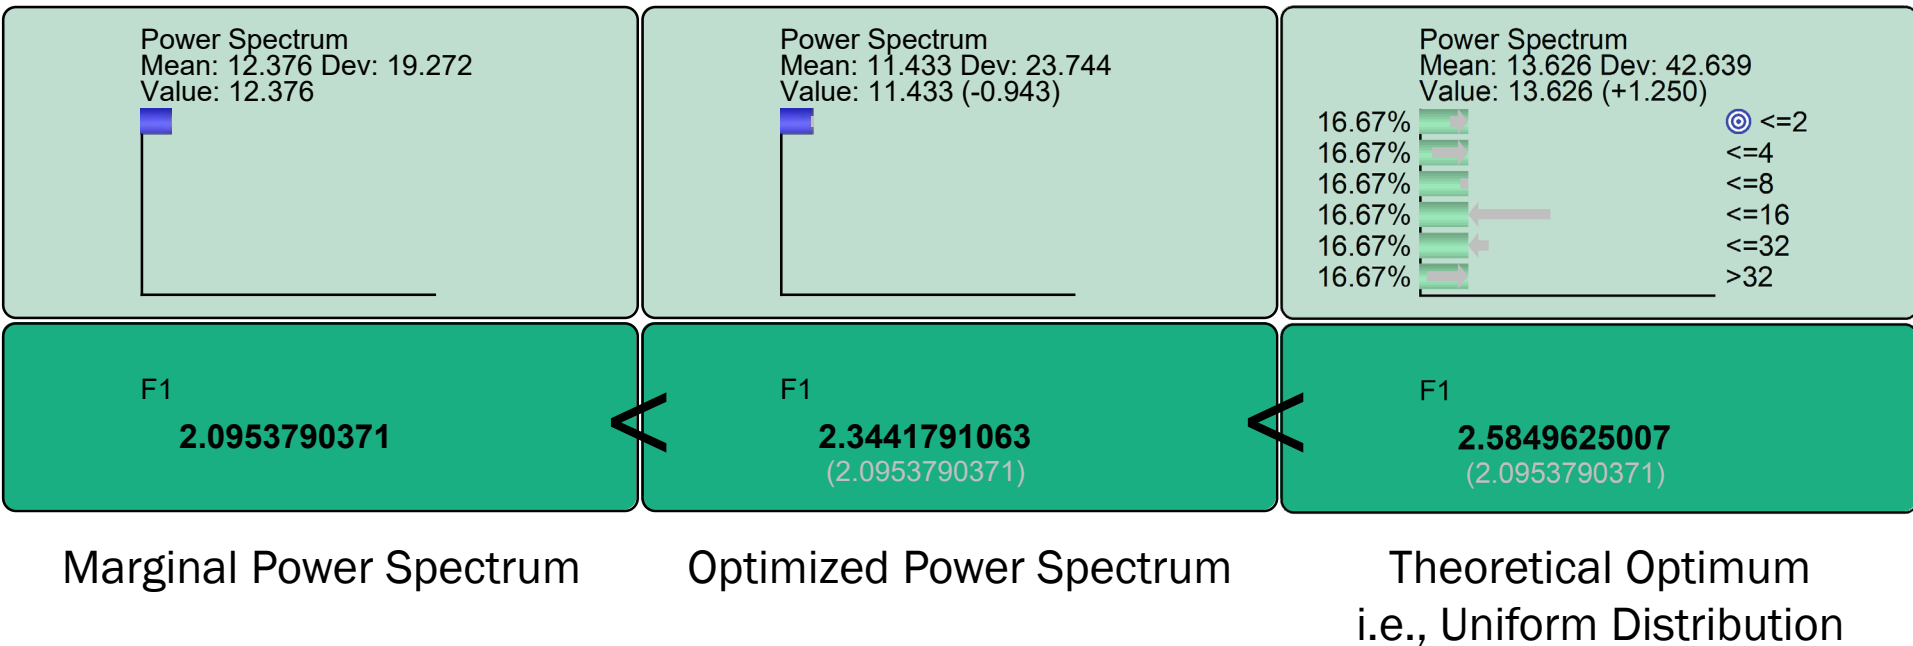 Power Spectrum
Mean: 12.376 Dev: 19.272
Value: 12.376
Power Spectrum
Mean: 11.433 Dev: 23.744
Value: 11.433 (-0.943)
Power Spectrum
Mean: 13.626 Dev: 42.639
Value: 13.626 (+1.250)
16.67% <=2
16.67% <=4
16.67% <=8
16.67% <=16
16.67% <=32
16.67% >32
F1
2.0953790371
<
F1
2.3441791063
(2.0953790371)
<
F1
2.5849625007
(2.0953790371)
Marginal Power Spectrum
Optimized Power Spectrum
Theoretical Optimum
i.e., Uniform Distribution